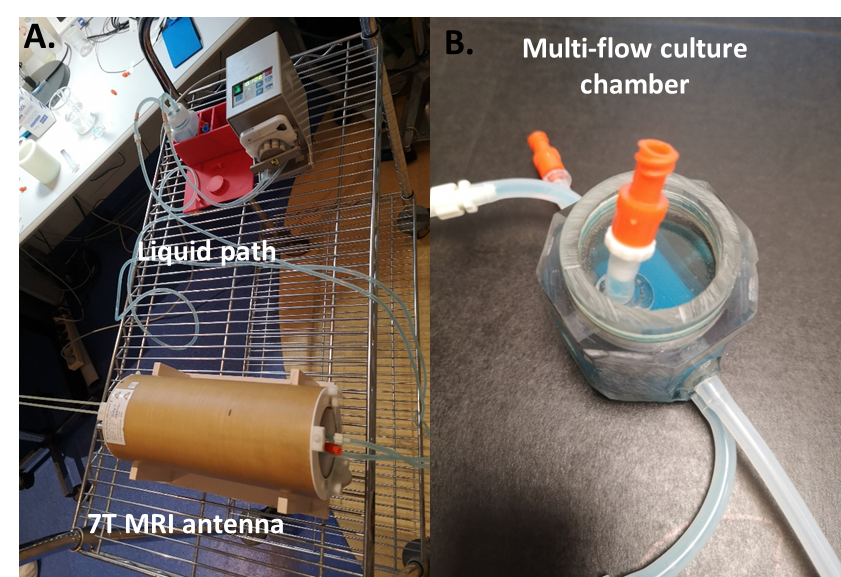 A.
Liquid path
7T MRI antenna
B.
Multi-flow culture
chamber